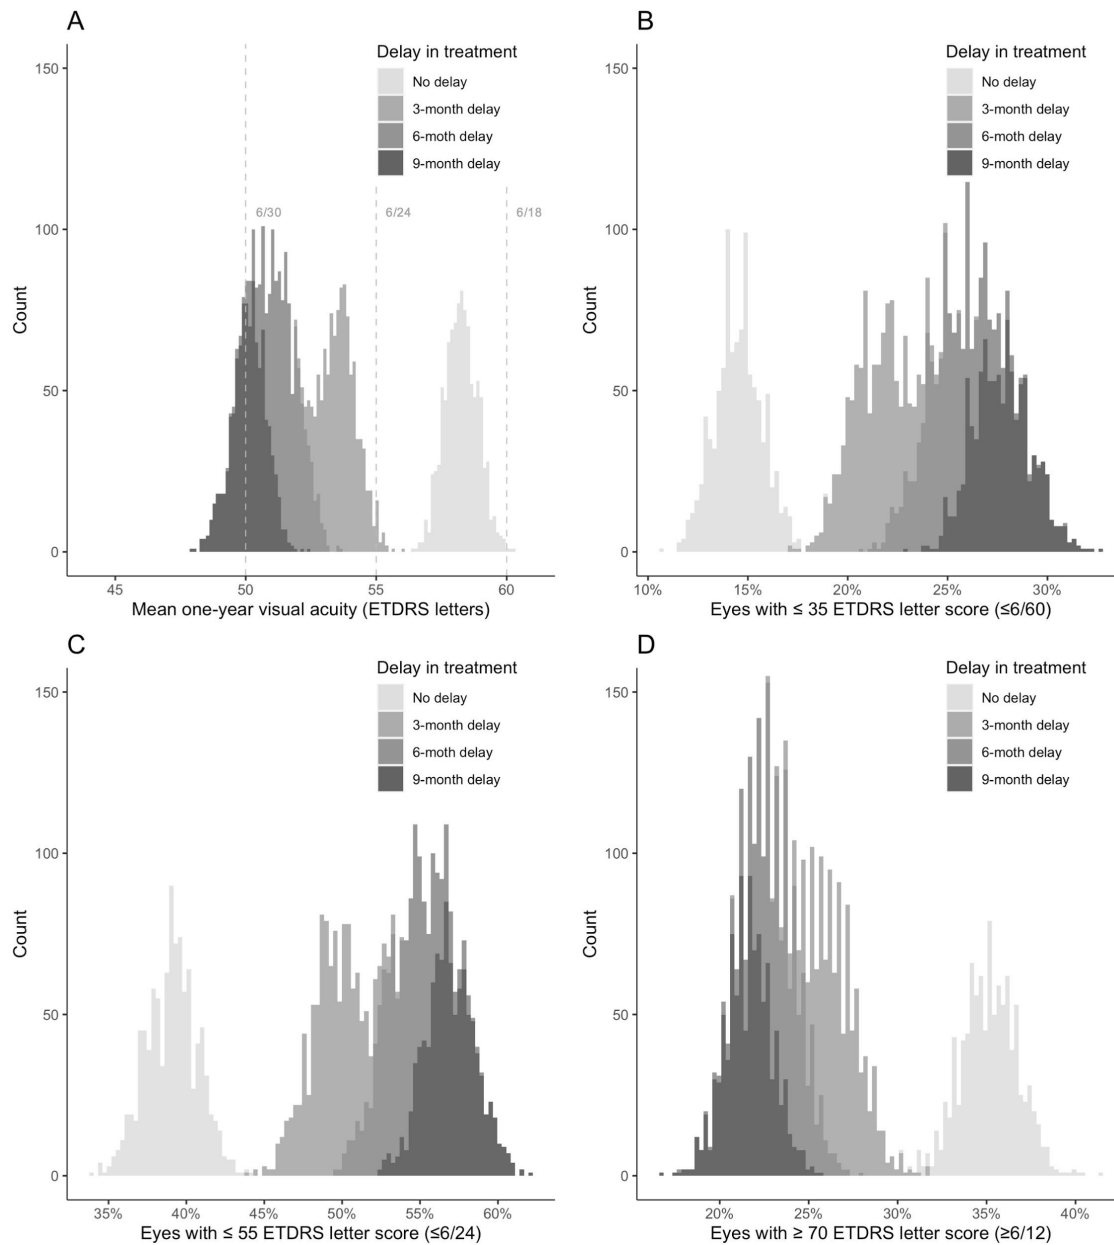 A
Delay in treatment
No delay
3-month delay
6-moth delay
9-month delay
150
100
50
0
Count
6/30
6/24
6/18
45
50
55
60
Mean one-year visual acuity (ETDRS letters)
B
Delay in treatment
No delay
3-month delay
6-moth delay
9-month delay
150
100
50
0
Count
10%
15%
20%
25%
30%
Eyes with ≤ 35 ETDRS letter score (≤6/60)
C
Delay in treatment
No delay
3-month delay
6-moth delay
9-month delay
150
100
50
0
Count
35%
40%
45%
50%
55%
60%
Eyes with ≤ 55 ETDRS letter score (≤6/24)
D
Delay in treatment
No delay
3-month delay
6-moth delay
9-month delay
150
100
50
0
Count
20%
25%
30%
35%
40%
Eyes with ≥ 70 ETDRS letter score (≥6/12)